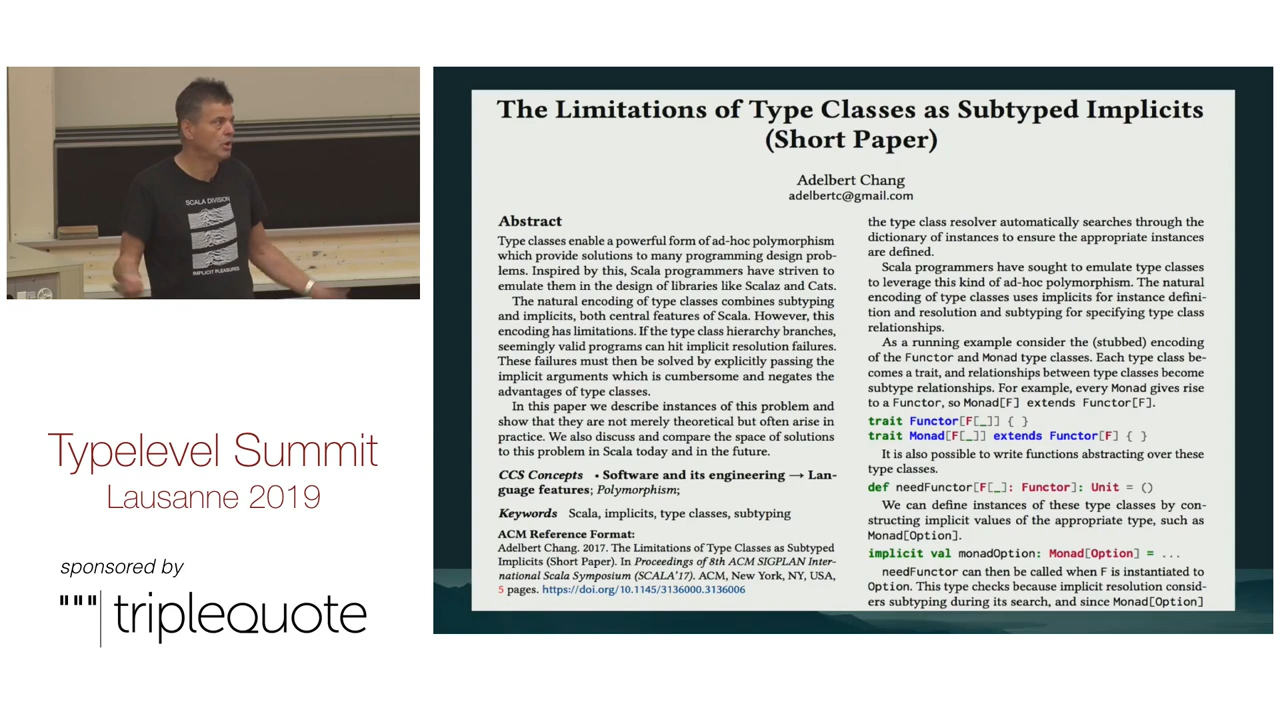 SCALA DIVISION
IMPLICIT PLEASURES
Typelevel Summit
Lausanne 2019
sponsored by
"""|triplequote
The Limitations of Type Classes as Subtyped Implicits
(Short Paper)
Adelbert Chang
adelbertc@gmail.com
Abstract
Type classes enable a powerful form of ad-hoc polymorphism
which provide solutions to many programming design prob-
lems. Inspired by this, Scala programmers have striven to
emulate them in the design of libraries like Scalaz and Cats.
The natural encoding of type classes combines subtyping
and implicits, both central features of Scala. However, this
encoding has limitations. If the type class hierarchy branches,
seemingly valid programs can hit implicit resolution failures.
These failures must then be solved by explicitly passing the
implicit arguments which is cumbersome and negates the
advantages of type classes.
In this paper we describe instances of this problem and
show that they are not merely theoretical but often arise in
practice. We also discuss and compare the space of solutions
to this problem in Scala today and in the future.
CCS Concepts • Software and its engineering → Lan-
guage features; Polymorphism;
Keywords Scala, implicits, type classes, subtyping
ACM Reference Format:
Adelbert Chang. 2017. The Limitations of Type Classes as Subtyped
Implicits (Short Paper). In Proceedings of 8th ACM SIGPLAN Inter-
national Scala Symposium (SCALA'17). ACM, New York, NY, USA,
5 pages. https://doi.org/10.1145/3136000.3136006
the type class resolver automatically searches through the
dictionary of instances to ensure the appropriate instances
are defined.
Scala programmers have sought to emulate type classes
to leverage this kind of ad-hoc polymorphism. The natural
encoding of type classes uses implicits for instance defini-
tion and resolution and subtyping for specifying type class
relationships.
As a running example consider the (stubbed) encoding
of the Functor and Monad type classes. Each type class be-
comes a trait, and relationships between type classes become
subtype relationships. For example, every Monad gives rise
to a Functor, so Monad[F] extends Functor[F].
trait Functor[F[_]] { }
trait Monad[F[_]] extends Functor[F] { }
It is also possible to write functions abstracting over these
type classes.
def needFunctor[F[_]: Functor]: Unit = ()
We can define instances of these type classes by con-
structing implicit values of the appropriate type, such as
Monad[Option].
implicit val monadOption: Monad[Option] = ...
needFunctor can then be called when F is instantiated to
Option. This type checks because implicit resolution consid-
ers subtyping during its search, and since Monad[Option]